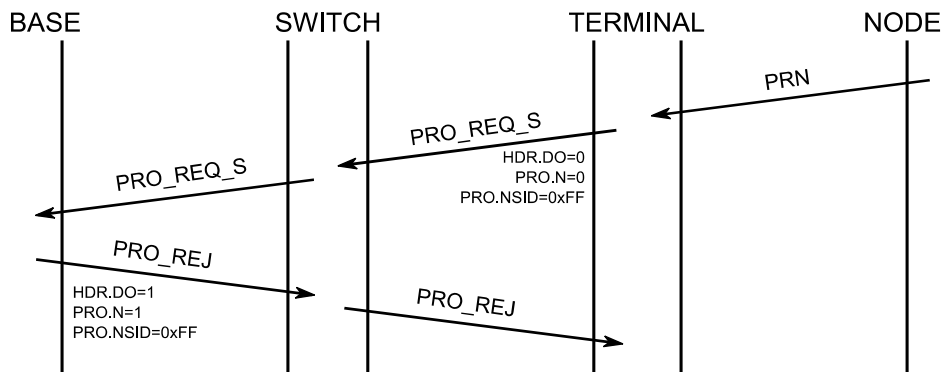 BASE SWITCH TERMINAL NODE
PRN
PRO_REQ_S
HDR.DO=0
PRO.N=0
PRO.NSID=0xFF
PRO_REQ_S
PRO_REJ
HDR.DO=1
PRO.N=1
PRO.NSID=0xFF
PRO_REJ